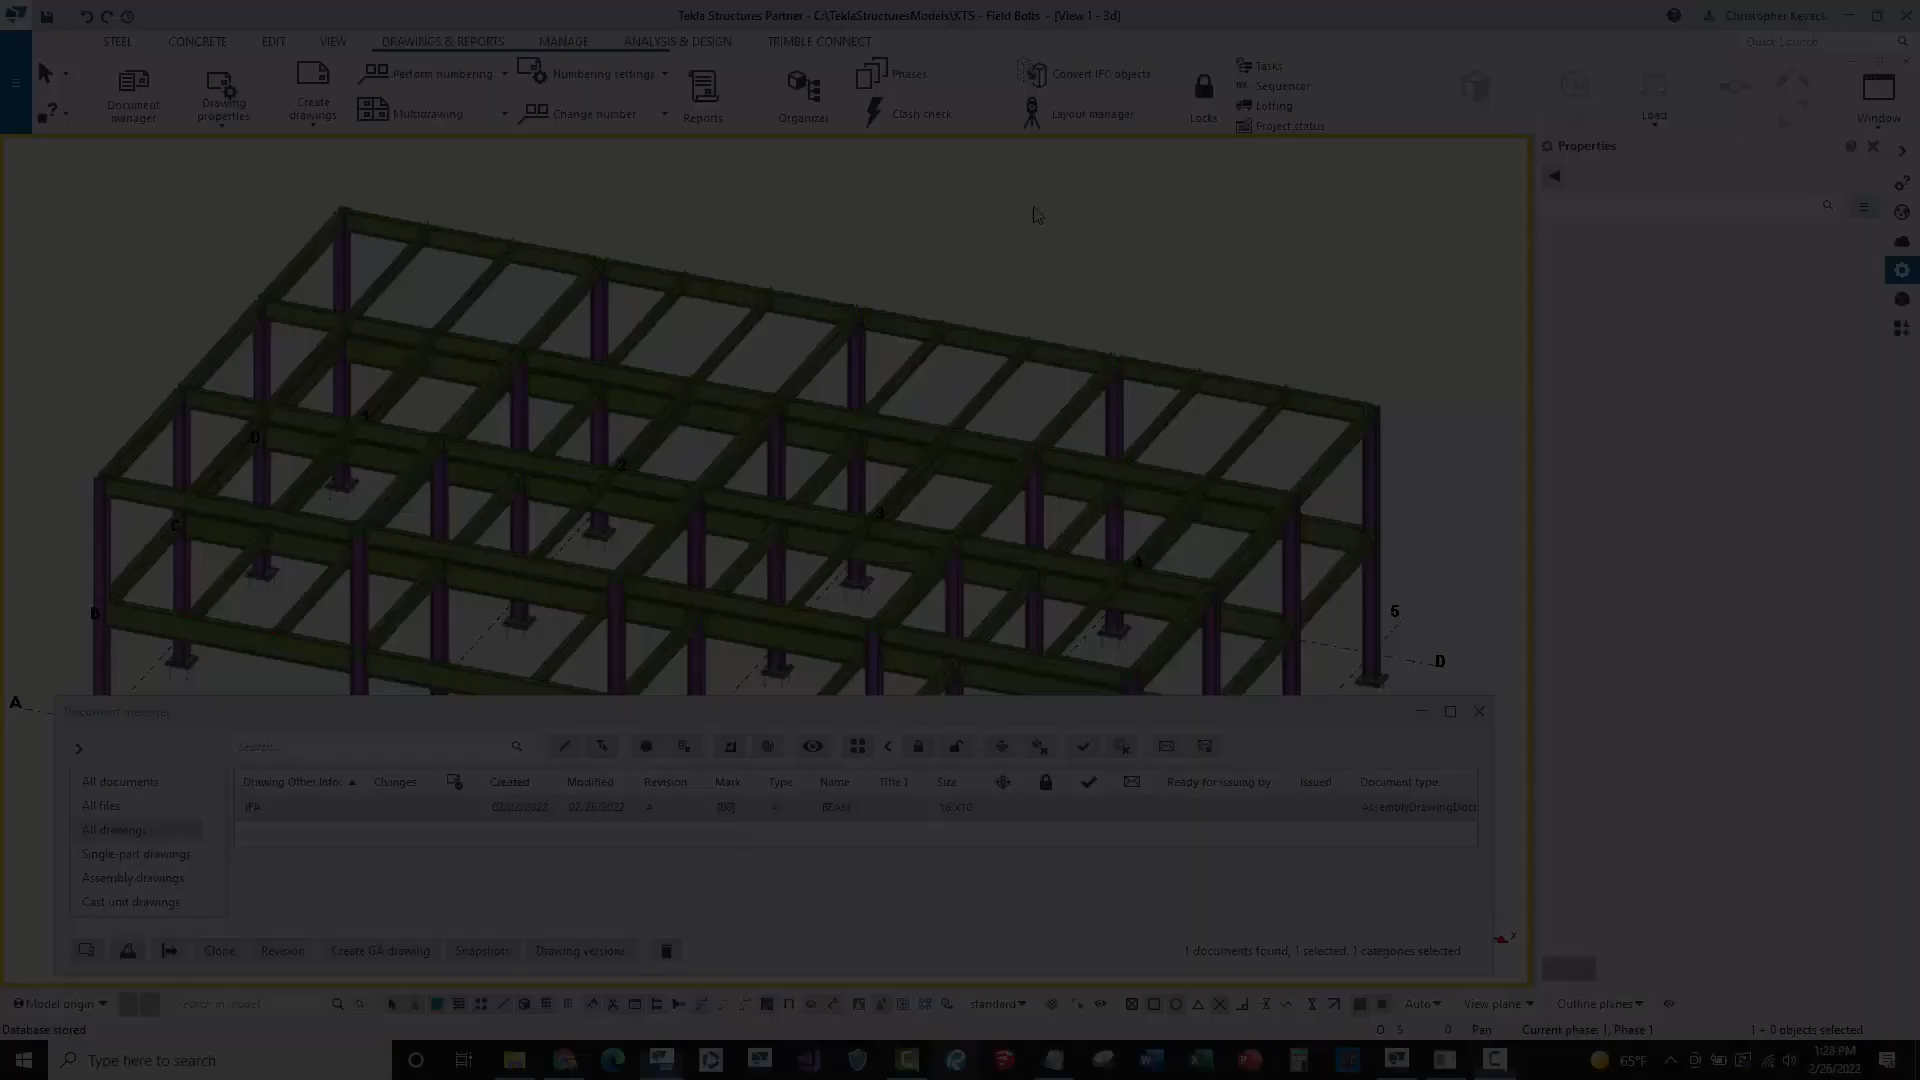 Tekla Structures Partner - C:\TeklaStructuresModels\KTS - Field Bolts - [View 1 - 3d]
Christopher Keyack
STEEL CONCRETE EDIT VIEW DRAWINGS & REPORTS MANAGE ANALYSIS & DESIGN TRIMBLE CONNECT
Quick Launch
Document manager
Drawing properties
Create drawings
Perform numbering
Multidrawing
Numbering settings
Change number
Reports
Organizer
Phases
Clash check
Convert IFC objects
Layout manager
Locks
Tasks
Sequencer
Lotting
Project status
Load
Window
Properties
1
D
2
C
3
4
B
5
D
A
Document manager
Search...
All documents
All files
All drawings
Single-part drawings
Assembly drawings
Cast unit drawings
Drawing Other Info: Changes Created Modified Revision Mark Type Name Title 1 Size Ready for issuing by Issued Document type
IFA 02/26/2022 A A BEAM AssemblyDrawingDoc
Clone Revision Create GA drawing Snapshots Drawing versions
1 documents found, 1 selected. 1 categories selected
x
Model origin Search in model standard Auto View plane Outline planes
Database stored O S 0 Pan Current phase: 1, Phase 1 1 + 0 objects selected
Type here to search
65°F
1:28 PM
2/26/2022